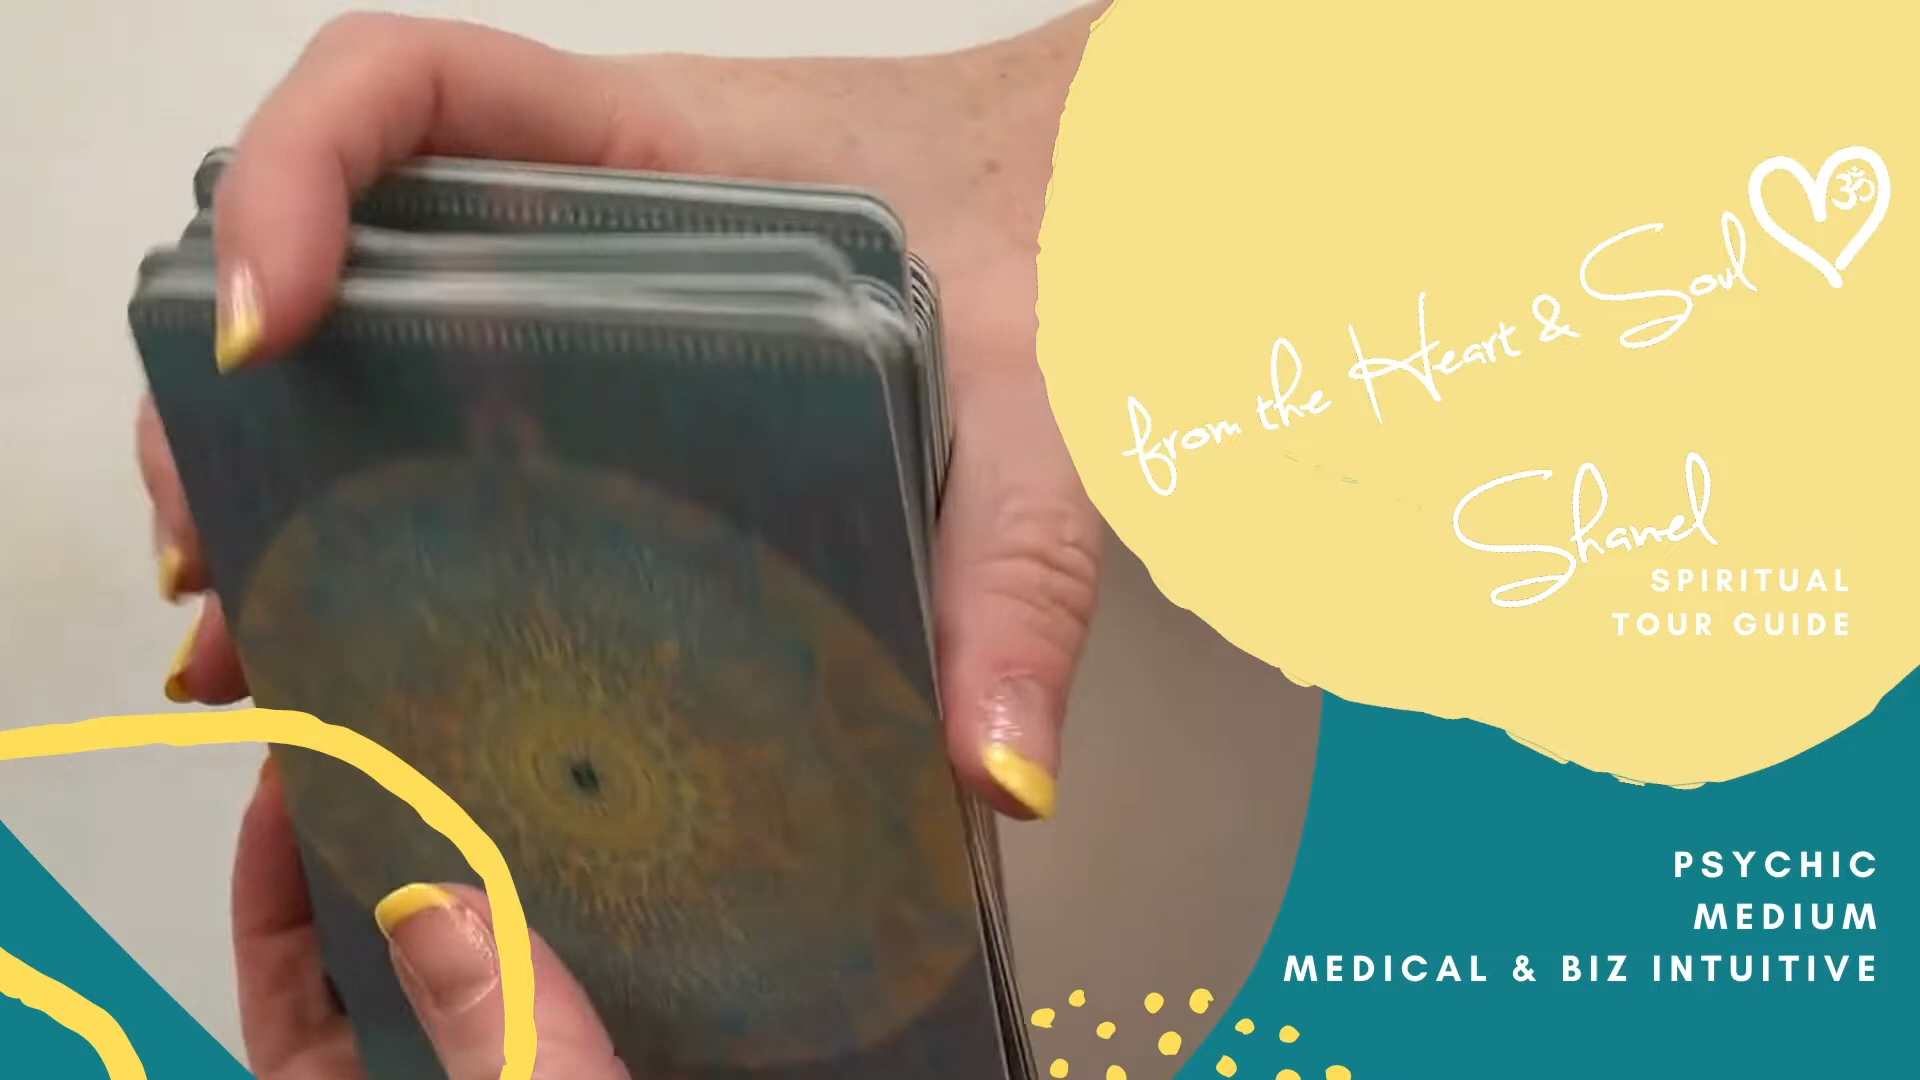 from the Heart & Soul ॐ
Shanel
SPIRITUAL
TOUR GUIDE
PSYCHIC
MEDIUM
MEDICAL & BIZ INTUITIVE